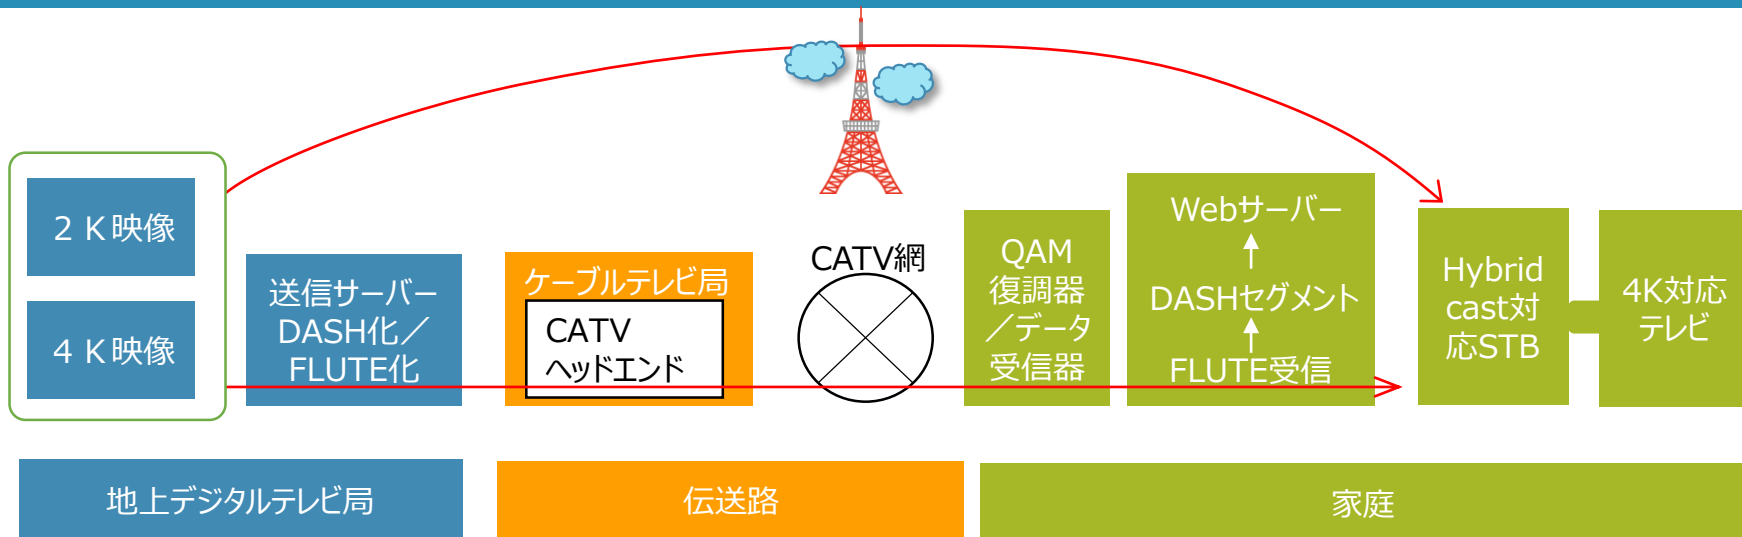 ２Ｋ映像
４Ｋ映像
送信サーバー
DASH化／
FLUTE化
ケーブルテレビ局
CATV
ヘッドエンド
CATV網
QAM
復調器
／データ
受信器
Webサーバー
DASHセグメント
FLUTE受信
Hybrid
cast対
応STB
4K対応
テレビ
地上デジタルテレビ局
伝送路
家庭